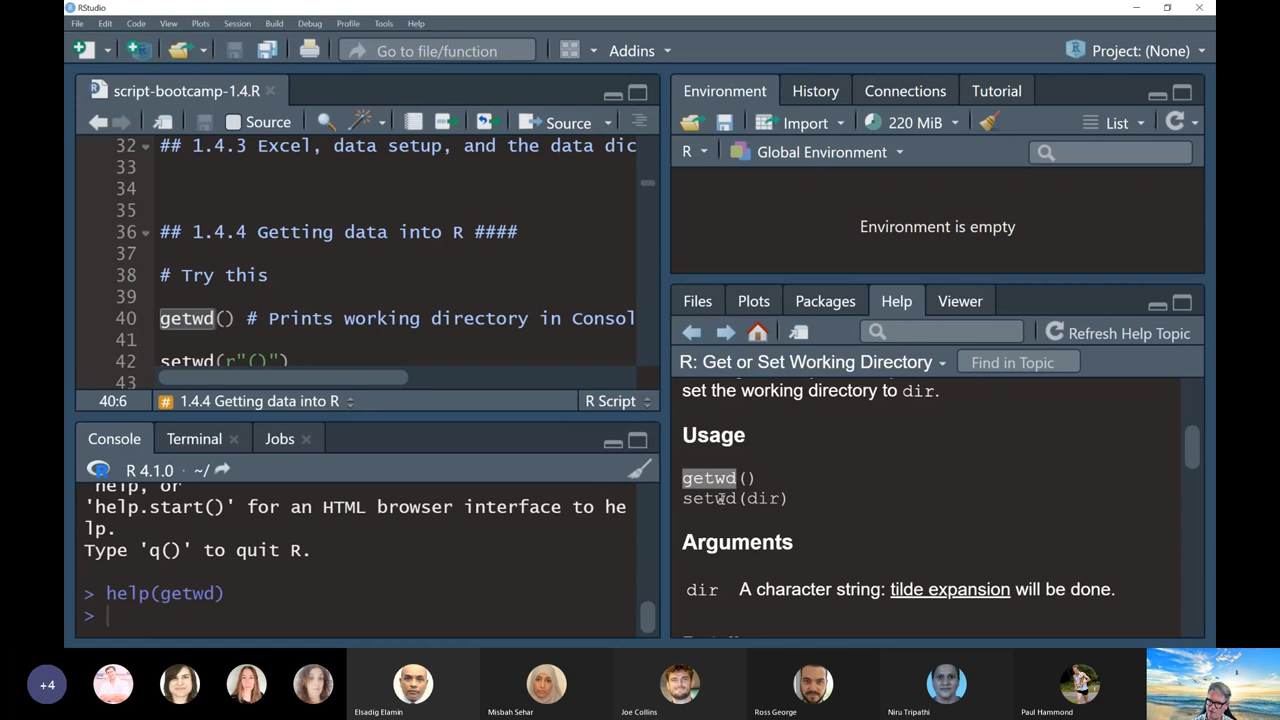 RStudio
File Edit Code View Plots Session Build Debug Profile Tools Help
Go to file/function Addins Project: (None)
script-bootcamp-1.4.R
Source Source
32 ## 1.4.3 Excel, data setup, and the data dic
33
34
35
36 ## 1.4.4 Getting data into R ####
37
38 # Try this
39
40 getwd() # Prints working directory in Consol
41
42 setwd(r"()")
43
40:6 # 1.4.4 Getting data into R R Script
Console Terminal Jobs
R 4.1.0 ~/
help, or
'help.start()' for an HTML browser interface to he
lp.
Type 'q()' to quit R.
> help(getwd)
>
Environment History Connections Tutorial
Import 220 MiB List
R Global Environment
Environment is empty
Files Plots Packages Help Viewer
Refresh Help Topic
R: Get or Set Working Directory Find in Topic
set the working directory to dir.
Usage
getwd()
setwd(dir)
Arguments
dir A character string: tilde expansion will be done.
+4
Elsadig Elamin
Misbah Sehar
Joe Collins
Ross George
Niru Tripathi
Paul Hammond